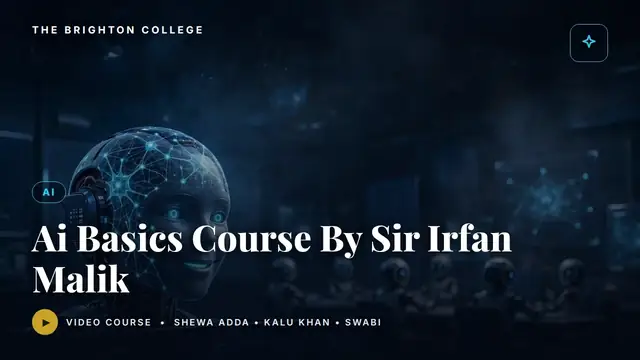 THE BRIGHTON COLLEGE
AI
Ai Basics Course By Sir Irfan
Malik
VIDEO COURSE • SHEWA ADDA • KALU KHAN • SWABI